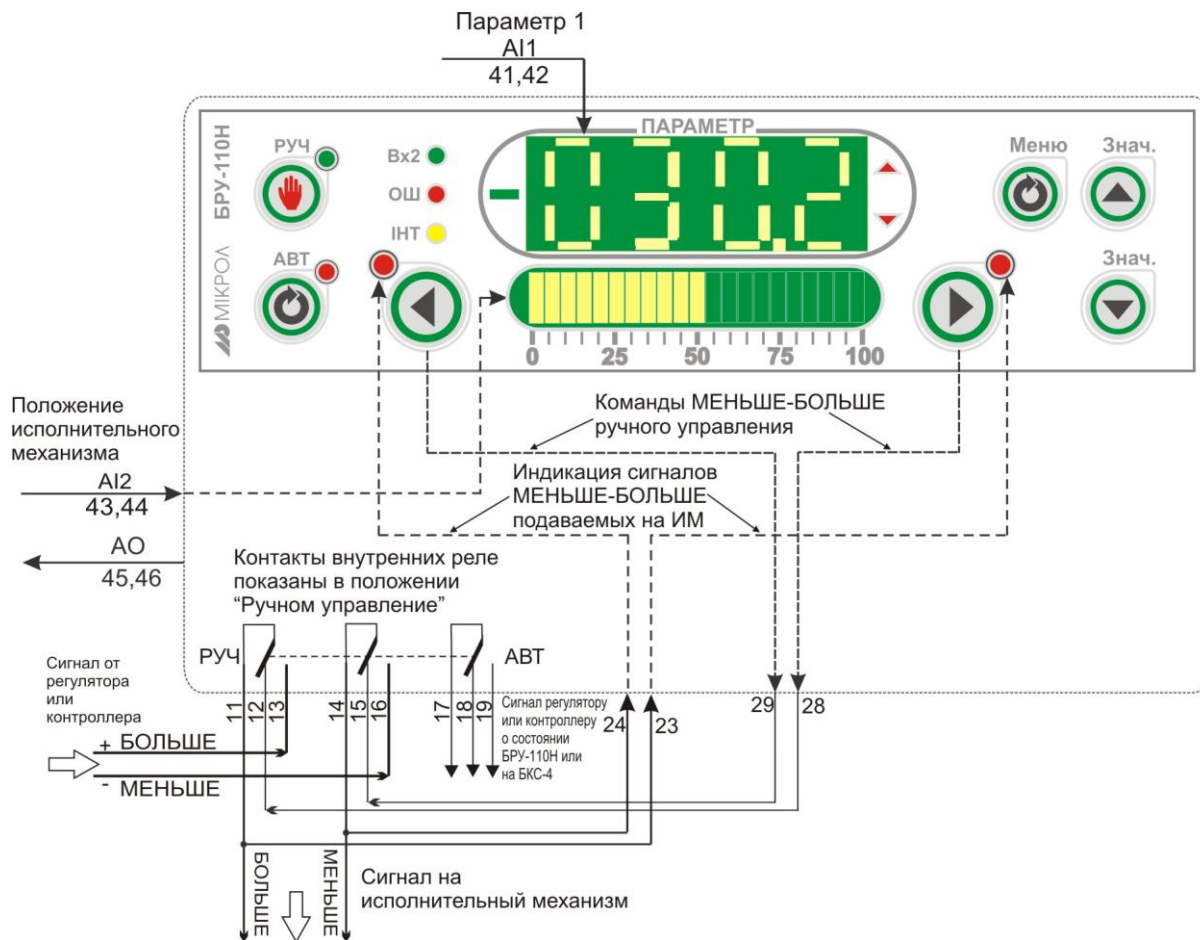 Параметр 1
AI1
41,42
БРУ-110Н
МІКРОЛ
РУЧ
АВТ
Вх2
ОШ
ІНТ
ПАРАМЕТР
030.2
Меню
Знач.
Знач.
0 25 50 75 100
Положение
исполнительного
механизма
AI2
43,44
AO
45,46
Команды МЕНЬШЕ-БОЛЬШЕ
ручного управления
Индикация сигналов
МЕНЬШЕ-БОЛЬШЕ
подаваемых на ИМ
Контакты внутренних реле
показаны в положении
“Ручном управление”
РУЧ
АВТ
Сигнал от
регулятора
или
контроллера
+ БОЛЬШЕ
- МЕНЬШЕ
11 12 13 14 15 16 17 18 19
Сигнал регулятору
или контроллеру
о состоянии
БРУ-110Н или
на БКС-4
24 23 29 28
БОЛЬШЕ
МЕНЬШЕ
Сигнал на
исполнительный механизм